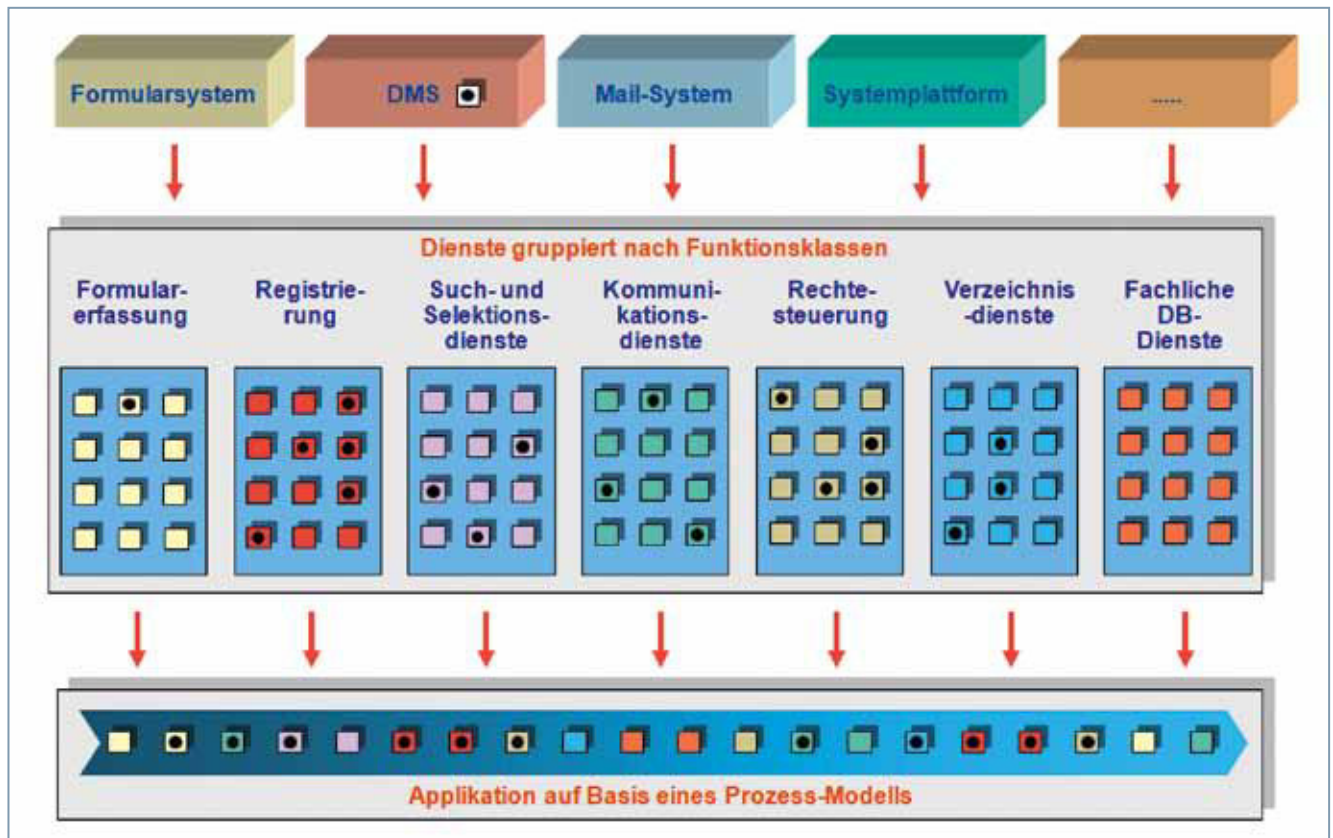 Formularsystem
DMS
Mail-System
Systemplattform
.....
Dienste gruppiert nach Funktionsklassen
Formular-
erfassung
Registrie-
rung
Such- und
Selektions-
dienste
Kommuni-
kations-
dienste
Rechte-
steuerung
Verzeichnis
-dienste
Fachliche
DB-
Dienste
Applikation auf Basis eines Prozess-Modells